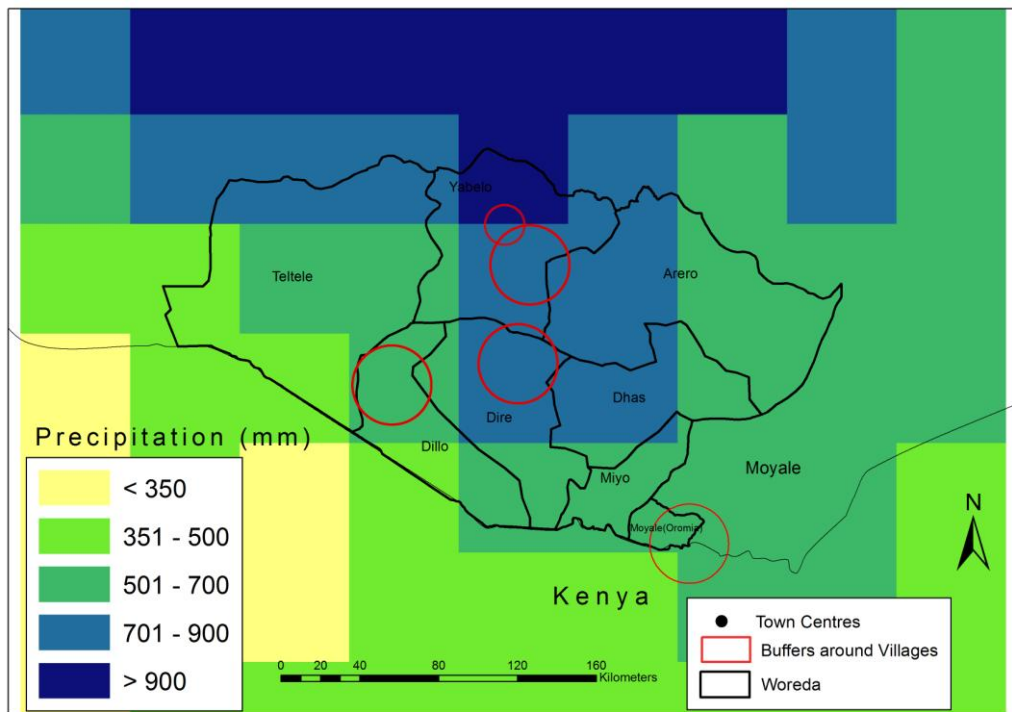 Yabelo
Teltele
Arero
Dire
Dhas
Dillo
Miyo
Moyale
Moyale(Oromia)
Kenya
N
Precipitation (mm)
< 350
351 - 500
501 - 700
701 - 900
> 900
0 20 40 80 120 160
Kilometers
Town Centres
Buffers around Villages
Woreda